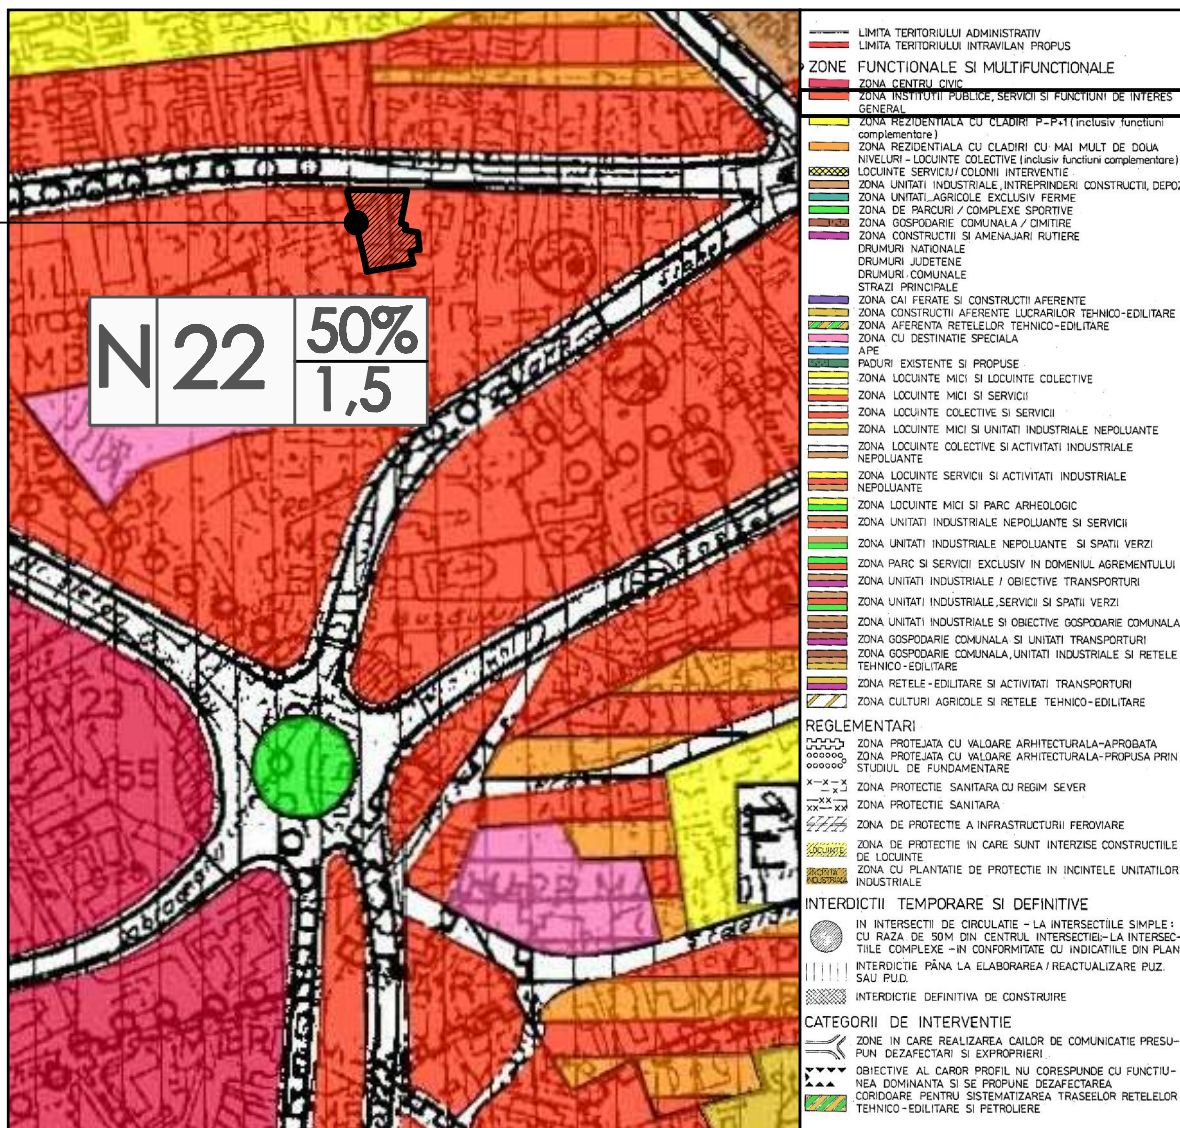 N 22 50%
1,5
LIMITA TERITORIULUI ADMINISTRATIV
LIMITA TERITORIULUI INTRAVILAN PROPUS
ZONE FUNCTIONALE SI MULTIFUNCTIONALE
ZONA CENTRU CIVIC
ZONA INSTITUTII PUBLICE, SERVICII SI FUNCTIUNI DE INTERES
GENERAL
ZONA REZIDENTIALA CU CLADIRI P-P+1 (inclusiv functiuni
complementare)
ZONA REZIDENTIALA CU CLADIRI CU MAI MULT DE DOUA
NIVELURI - LOCUINTE COLECTIVE (inclusiv functiuni complementare)
LOCUINTE SERVICIU / COLONII INTERVENTIE
ZONA UNITATI INDUSTRIALE, INTREPRINDERI CONSTRUCTII, DEPOZ
ZONA UNITATI AGRICOLE EXCLUSIV FERME
ZONA DE PARCURI / COMPLEXE SPORTIVE
ZONA GOSPODARIE COMUNALA / CIMITIRE
ZONA CONSTRUCTII SI AMENAJARI RUTIERE
DRUMURI NATIONALE
DRUMURI JUDETENE
DRUMURI COMUNALE
STRAZI PRINCIPALE
ZONA CAI FERATE SI CONSTRUCTII AFERENTE
ZONA CONSTRUCTII AFERENTE LUCRARILOR TEHNICO-EDILITARE
ZONA AFERENTA RETELELOR TEHNICO-EDILITARE
ZONA CU DESTINATIE SPECIALA
APE
PADURI EXISTENTE SI PROPUSE
ZONA LOCUINTE MICI SI LOCUINTE COLECTIVE
ZONA LOCUINTE MICI SI SERVICII
ZONA LOCUINTE COLECTIVE SI SERVICII
ZONA LOCUINTE MICI SI UNITATI INDUSTRIALE NEPOLUANTE
ZONA LOCUINTE COLECTIVE SI ACTIVITATI INDUSTRIALE
NEPOLUANTE
ZONA LOCUINTE SERVICII SI ACTIVITATI INDUSTRIALE
NEPOLUANTE
ZONA LOCUINTE MICI SI PARC ARHEOLOGIC
ZONA UNITATI INDUSTRIALE NEPOLUANTE SI SERVICII
ZONA UNITATI INDUSTRIALE NEPOLUANTE SI SPATII VERZI
ZONA PARC SI SERVICII EXCLUSIV IN DOMENIUL AGREMENTULUI
ZONA UNITATI INDUSTRIALE / OBIECTIVE TRANSPORTURI
ZONA UNITATI INDUSTRIALE, SERVICII SI SPATII VERZI
ZONA UNITATI INDUSTRIALE SI OBIECTIVE GOSPODARIE COMUNALA
ZONA GOSPODARIE COMUNALA SI UNITATI TRANSPORTURI
ZONA GOSPODARIE COMUNALA, UNITATI INDUSTRIALE SI RETELE
TEHNICO-EDILITARE
ZONA RETELE-EDILITARE SI ACTIVITATI TRANSPORTURI
ZONA CULTURI AGRICOLE SI RETELE TEHNICO-EDILITARE
REGLEMENTARI
ZONA PROTEJATA CU VALOARE ARHITECTURALA-APROBATA
ZONA PROTEJATA CU VALOARE ARHITECTURALA-PROPUSA PRIN
STUDIUL DE FUNDAMENTARE
ZONA PROTECTIE SANITARA CU REGIM SEVER
ZONA PROTECTIE SANITARA
ZONA DE PROTECTIE A INFRASTRUCTURII FEROVIARE
LOCUINTE
ZONA DE PROTECTIE IN CARE SUNT INTERZISE CONSTRUCTIILE
DE LOCUINTE
INCINTA INDUSTRIALA
ZONA CU PLANTATIE DE PROTECTIE IN INCINTELE UNITATILOR
INDUSTRIALE
INTERDICTII TEMPORARE SI DEFINITIVE
IN INTERSECTII DE CIRCULATIE - LA INTERSECTIILE SIMPLE :
CU RAZA DE 50M DIN CENTRUL INTERSECTIEI;-LA INTERSEC-
TIILE COMPLEXE - IN CONFORMITATE CU INDICATIILE DIN PLAN
INTERDICTIE PÂNA LA ELABORAREA / REACTUALIZARE P.U.Z.
SAU P.U.D.
INTERDICTIE DEFINITIVA DE CONSTRUIRE
CATEGORII DE INTERVENTIE
ZONE IN CARE REALIZAREA CAILOR DE COMUNICATIE PRESU-
PUN DEZAFECTARI SI EXPROPRIERI
OBIECTIVE AL CAROR PROFIL NU CORESPUNDE CU FUNCTIU-
NEA DOMINANTA SI SE PROPUNE DEZAFECTAREA
CORIDOARE PENTRU SISTEMATIZAREA TRASEELOR RETELELOR
TEHNICO-EDILITARE SI PETROLIERE